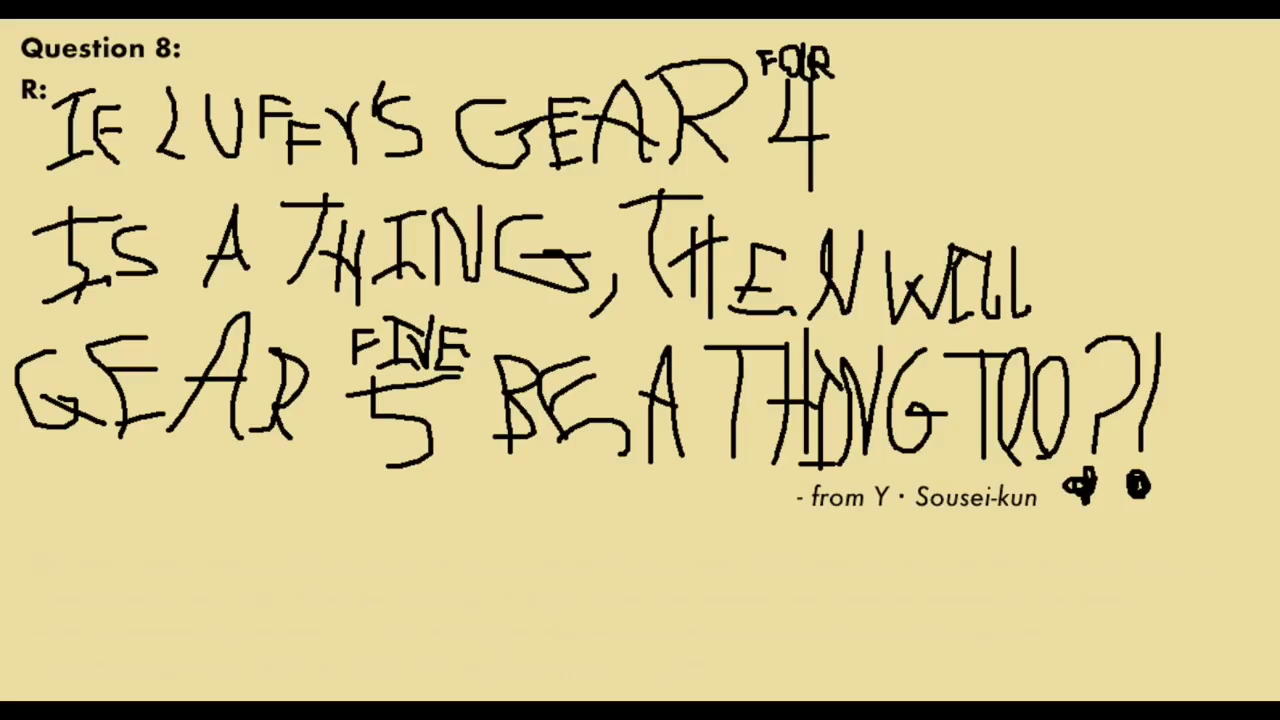 Question 8:
FOUR
R: IF LUFFY'S GEAR 4
IS A THING, THEN WILL
FIVE
GEAR 5 BE A THING TOO?!
- from Y · Sousei-kun